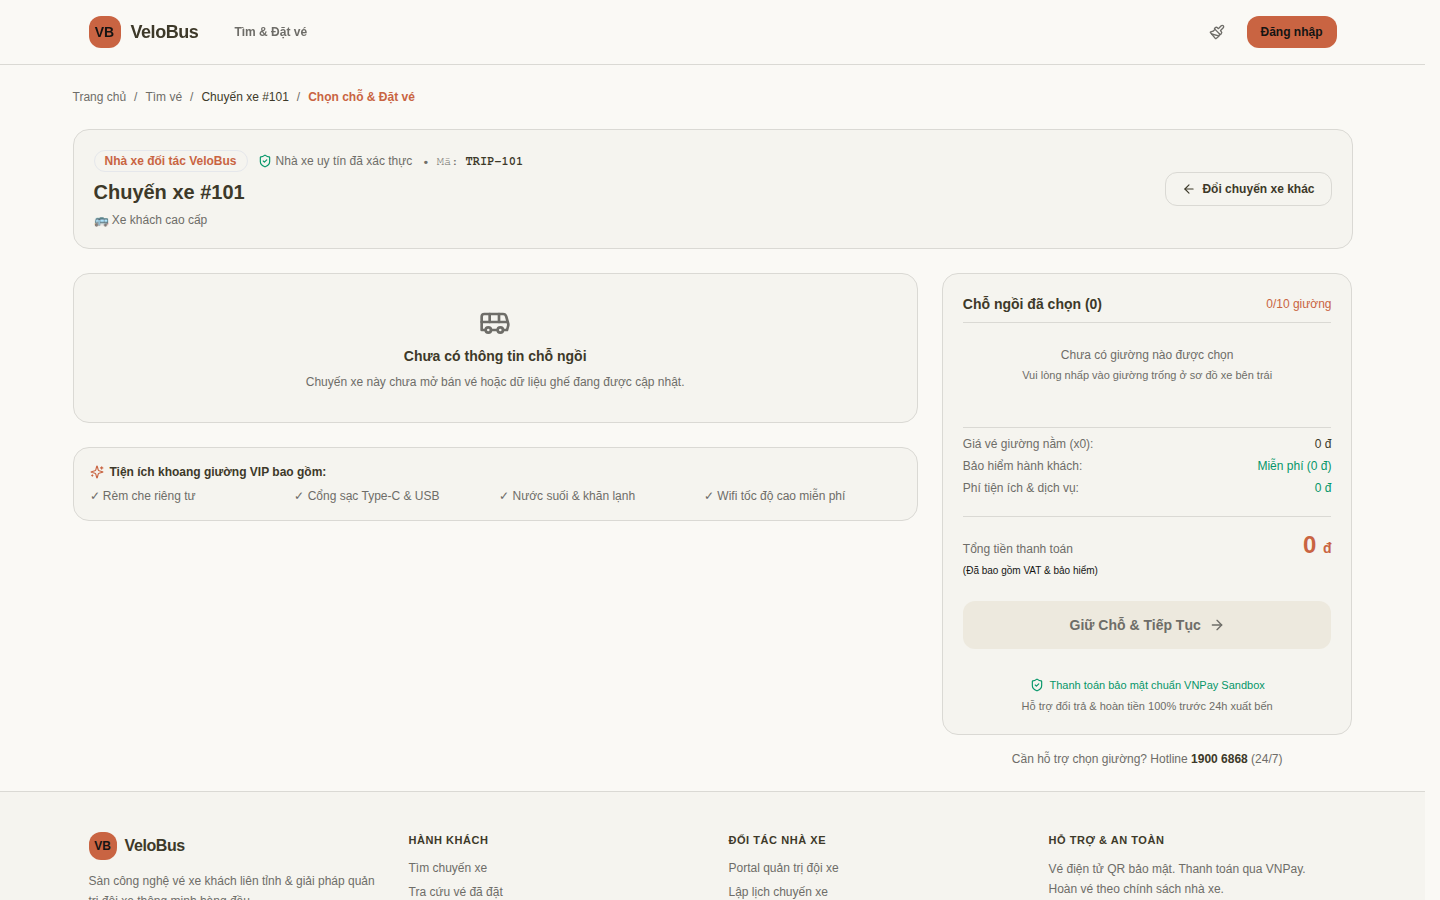 VB VeloBus Tìm & Đặt vé Đăng nhập
Trang chủ / Tìm vé / Chuyến xe #101 / Chọn chỗ & Đặt vé
Nhà xe đối tác VeloBus Nhà xe uy tín đã xác thực • Mã: TRIP-101
Chuyến xe #101
Xe khách cao cấp
Đổi chuyến xe khác
Chưa có thông tin chỗ ngồi
Chuyến xe này chưa mở bán vé hoặc dữ liệu ghế đang được cập nhật.
Tiện ích khoang giường VIP bao gồm:
✓ Rèm che riêng tư ✓ Cổng sạc Type-C & USB ✓ Nước suối & khăn lạnh ✓ Wifi tốc độ cao miễn phí
Chỗ ngồi đã chọn (0) 0/10 giường
Chưa có giường nào được chọn
Vui lòng nhấp vào giường trống ở sơ đồ xe bên trái
Giá vé giường nằm (x0): 0 đ
Bảo hiểm hành khách: Miễn phí (0 đ)
Phí tiện ích & dịch vụ: 0 đ
Tổng tiền thanh toán 0 đ
(Đã bao gồm VAT & bảo hiểm)
Giữ Chỗ & Tiếp Tục
Thanh toán bảo mật chuẩn VNPay Sandbox
Hỗ trợ đổi trả & hoàn tiền 100% trước 24h xuất bến
Cần hỗ trợ chọn giường? Hotline 1900 6868 (24/7)
VB VeloBus
Sàn công nghệ vé xe khách liên tỉnh & giải pháp quản
trị đội xe thông minh hàng đầu
HÀNH KHÁCH
Tìm chuyến xe
Tra cứu vé đã đặt
ĐỐI TÁC NHÀ XE
Portal quản trị đội xe
Lập lịch chuyến xe
HỖ TRỢ & AN TOÀN
Vé điện tử QR bảo mật. Thanh toán qua VNPay.
Hoàn vé theo chính sách nhà xe.